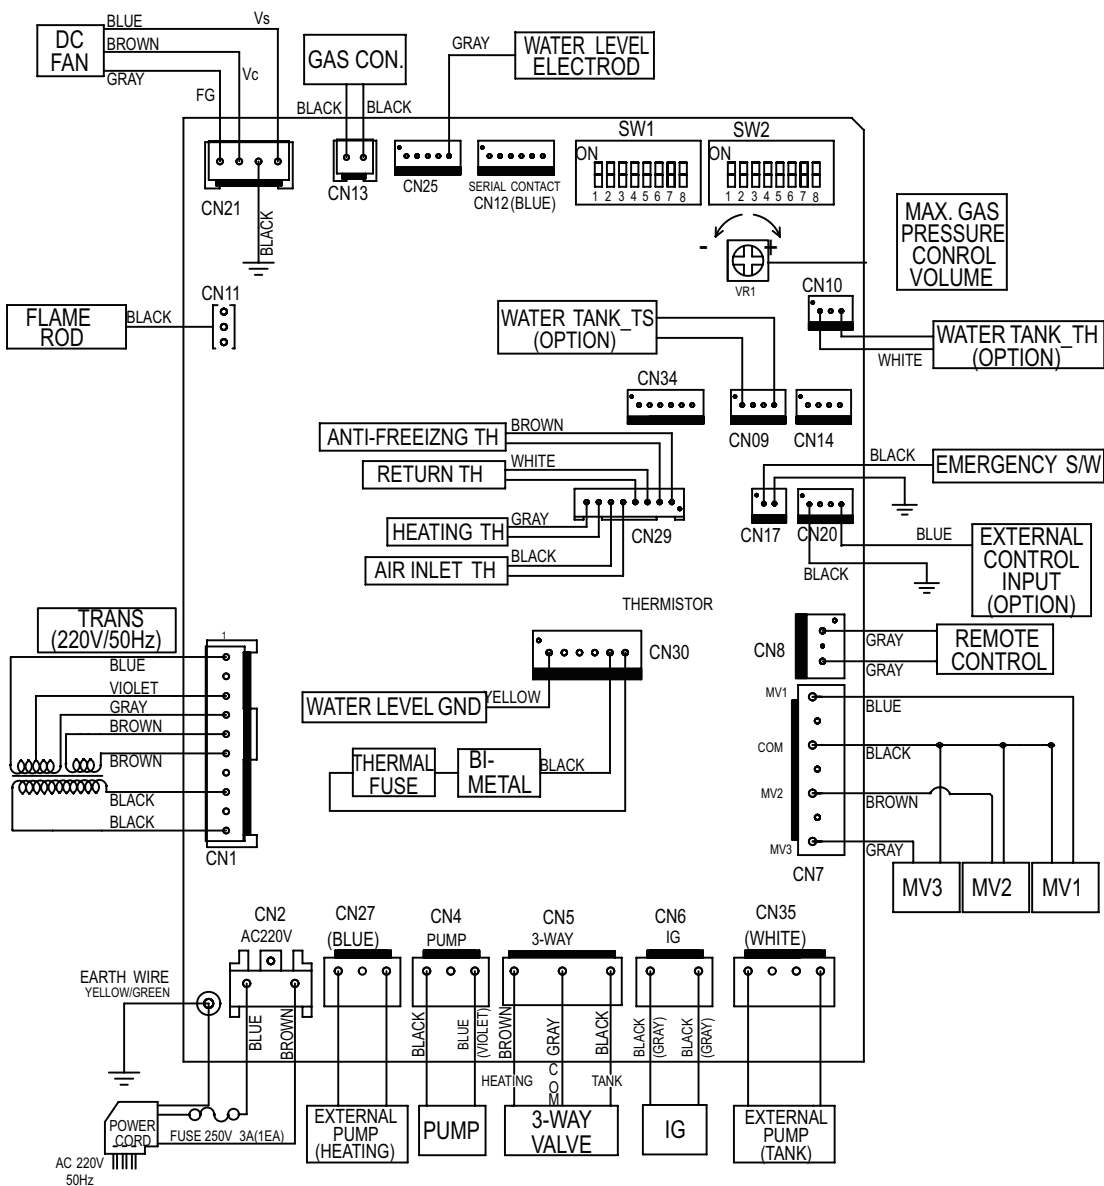 DC
FAN
BLUE
BROWN
GRAY
Vs
Vc
FG
GAS CON.
BLACK
BLACK
GRAY
WATER LEVEL
ELECTROD
CN21
BLACK
CN13
CN25
SERIAL CONTACT
CN12(BLUE)
SW1
ON
1 2 3 4 5 6 7 8
SW2
ON
1 2 3 4 5 6 7 8
- +
VR1
MAX. GAS
PRESSURE
CONROL
VOLUME
CN11
FLAME
ROD
BLACK
WATER TANK_TS
(OPTION)
CN10
WATER TANK_TH
(OPTION)
WHITE
CN34
CN09
CN14
ANTI-FREEIZNG TH
BROWN
RETURN TH
WHITE
HEATING TH
GRAY
AIR INLET TH
BLACK
CN29
BLACK
EMERGENCY S/W
CN17
CN20
BLUE
BLACK
EXTERNAL
CONTROL
INPUT
(OPTION)
THERMISTOR
TRANS
(220V/50Hz)
1
BLUE
VIOLET
GRAY
BROWN
BROWN
BLACK
BLACK
CN1
CN30
WATER LEVEL GND
YELLOW
THERMAL
FUSE
BI-
METAL
BLACK
CN8
GRAY
GRAY
REMOTE
CONTROL
MV1
BLUE
COM
BLACK
MV2
BROWN
MV3
GRAY
CN7
MV3
MV2
MV1
CN2
AC220V
CN27
(BLUE)
CN4
PUMP
CN5
3-WAY
CN6
IG
CN35
(WHITE)
EARTH WIRE
YELLOW/GREEN
BLUE
BROWN
BLACK
BLUE
(VIOLET)
BROWN
GRAY
BLACK
BLACK
(GRAY)
BLACK
(GRAY)
HEATING
COM
TANK
POWER
CORD
FUSE 250V 3A(1EA)
AC 220V
50Hz
EXTERNAL
PUMP
(HEATING)
PUMP
3-WAY
VALVE
IG
EXTERNAL
PUMP
(TANK)